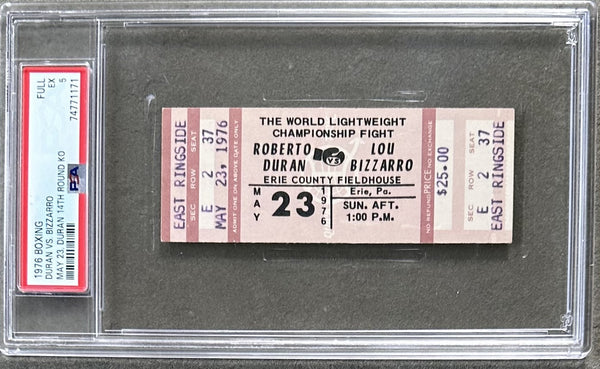 1976 BOXING
DURAN VS. BIZZARRO
MAY 23, DURAN 14TH ROUND KO
PSA
FULL
EX 5
74771171
EAST RINGSIDE
SEC ROW SEAT
E 2 37
MAY 23, 1976
ADMIT ONE ON ABOVE DATE ONLY
THE WORLD LIGHTWEIGHT
CHAMPIONSHIP FIGHT
ROBERTO DURAN
VS
LOU BIZZARRO
ERIE COUNTY FIELDHOUSE
Erie, Pa.
MAY 23 1976
SUN. AFT.
1:00 P.M.
NO REFUND PRICE NO EXCHANGE
$25.00
SEC ROW SEAT
E 2 37
EAST RINGSIDE